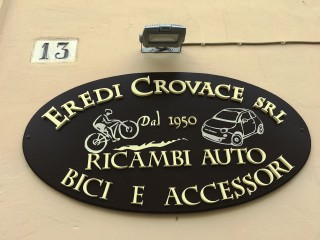 13
EREDI CROVACE SRL
Dal 1950
RICAMBI AUTO
BICI E ACCESSORI